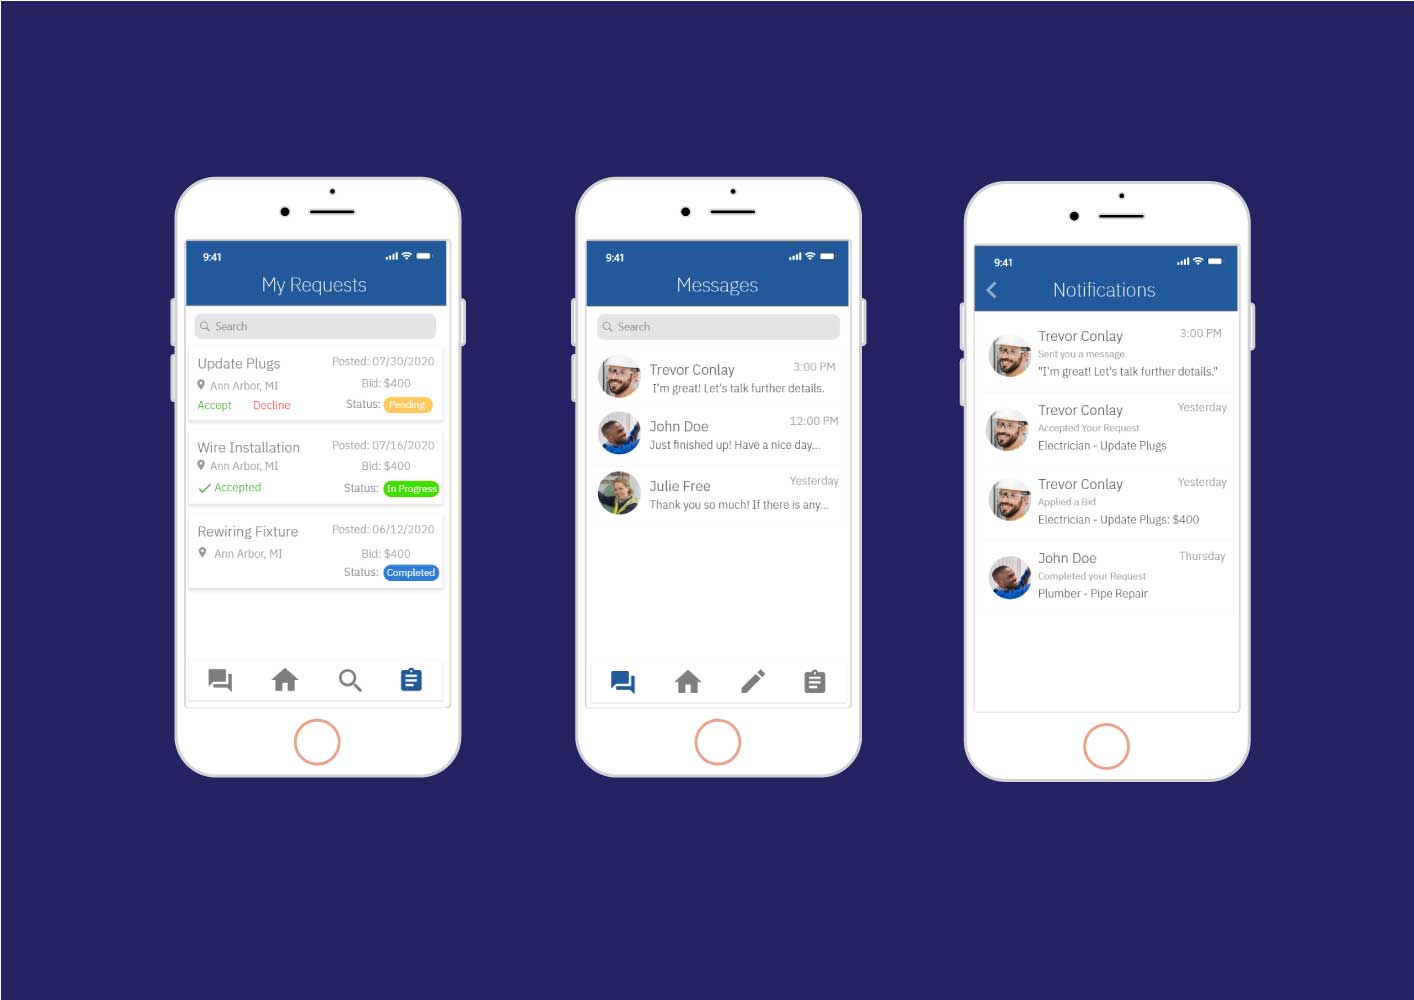 9:41
My Requests
Search
Update Plugs Posted: 07/30/2020
Ann Arbor, MI Bid: $400
Accept Decline Status: Pending
Wire Installation Posted: 07/16/2020
Ann Arbor, MI Bid: $400
Accepted Status: In Progress
Rewiring Fixture Posted: 06/12/2020
Ann Arbor, MI Bid: $400
Status: Completed
9:41
Messages
Search
Trevor Conlay 3:00 PM
I'm great! Let's talk further details.
John Doe 12:00 PM
Just finished up! Have a nice day...
Julie Free Yesterday
Thank you so much! If there is any...
9:41
Notifications
Trevor Conlay 3:00 PM
Sent you a message
"I'm great! Let's talk further details."
Trevor Conlay Yesterday
Accepted Your Request
Electrician - Update Plugs
Trevor Conlay Yesterday
Applied a Bid
Electrician - Update Plugs: $400
John Doe Thursday
Completed your Request
Plumber - Pipe Repair